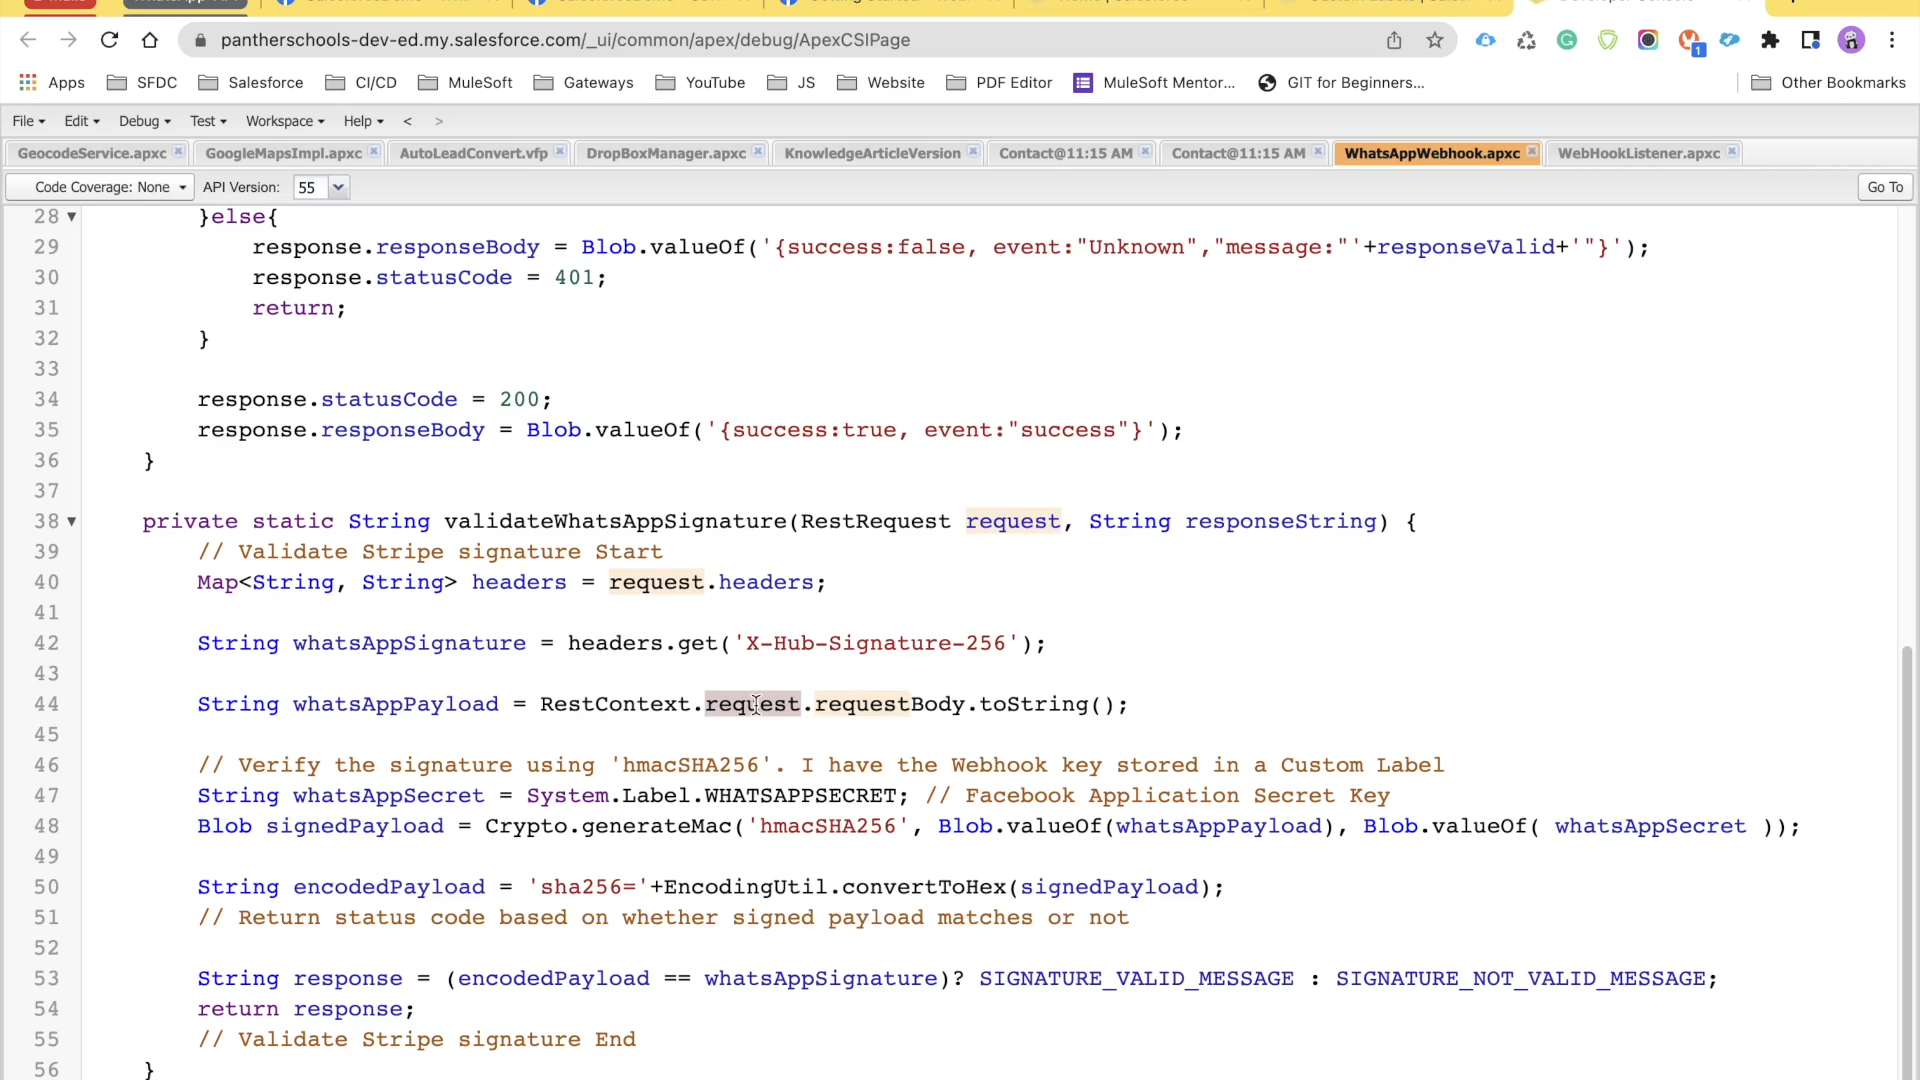 pantherschools-dev-ed.my.salesforce.com/_ui/common/apex/debug/ApexCSIPage
1
Apps SFDC Salesforce CI/CD MuleSoft Gateways YouTube JS Website PDF Editor MuleSoft Mentor... GIT for Beginners... Other Bookmarks
File Edit Debug Test Workspace Help < >
GeocodeService.apxc GoogleMapsImpl.apxc AutoLeadConvert.vfp DropBoxManager.apxc KnowledgeArticleVersion Contact@11:15 AM Contact@11:15 AM WhatsAppWebhook.apxc WebHookListener.apxc
Code Coverage: None API Version: 55 Go To
28 }else{
29 response.responseBody = Blob.valueOf('{success:false, event:"Unknown","message:"'+responseValid+'"}');
30 response.statusCode = 401;
31 return;
32 }
33
34 response.statusCode = 200;
35 response.responseBody = Blob.valueOf('{success:true, event:"success"}');
36 }
37
38 private static String validateWhatsAppSignature(RestRequest request, String responseString) {
39 // Validate Stripe signature Start
40 Map<String, String> headers = request.headers;
41
42 String whatsAppSignature = headers.get('X-Hub-Signature-256');
43
44 String whatsAppPayload = RestContext.request.requestBody.toString();
45
46 // Verify the signature using 'hmacSHA256'. I have the Webhook key stored in a Custom Label
47 String whatsAppSecret = System.Label.WHATSAPPSECRET; // Facebook Application Secret Key
48 Blob signedPayload = Crypto.generateMac('hmacSHA256', Blob.valueOf(whatsAppPayload), Blob.valueOf( whatsAppSecret ));
49
50 String encodedPayload = 'sha256='+EncodingUtil.convertToHex(signedPayload);
51 // Return status code based on whether signed payload matches or not
52
53 String response = (encodedPayload == whatsAppSignature)? SIGNATURE_VALID_MESSAGE : SIGNATURE_NOT_VALID_MESSAGE;
54 return response;
55 // Validate Stripe signature End
56 }